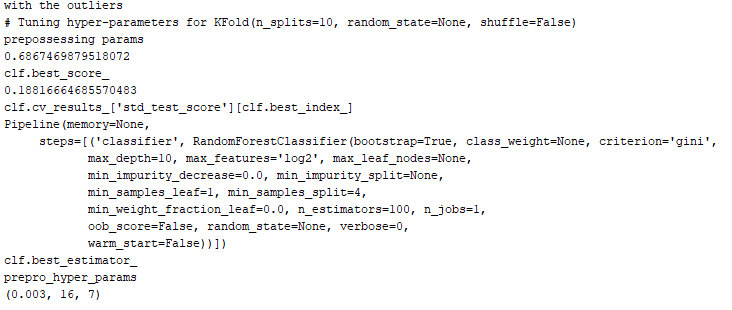 with the outliers
# Tuning hyper-parameters for KFold(n_splits=10, random_state=None, shuffle=False)
prepossessing params
0.6867469879518072
clf.best_score_
0.18816664685570483
clf.cv_results_['std_test_score'][clf.best_index_]
Pipeline(memory=None,
     steps=[('classifier', RandomForestClassifier(bootstrap=True, class_weight=None, criterion='gini',
            max_depth=10, max_features='log2', max_leaf_nodes=None,
            min_impurity_decrease=0.0, min_impurity_split=None,
            min_samples_leaf=1, min_samples_split=4,
            min_weight_fraction_leaf=0.0, n_estimators=100, n_jobs=1,
            oob_score=False, random_state=None, verbose=0,
            warm_start=False))])
clf.best_estimator_
prepro_hyper_params
(0.003, 16, 7)